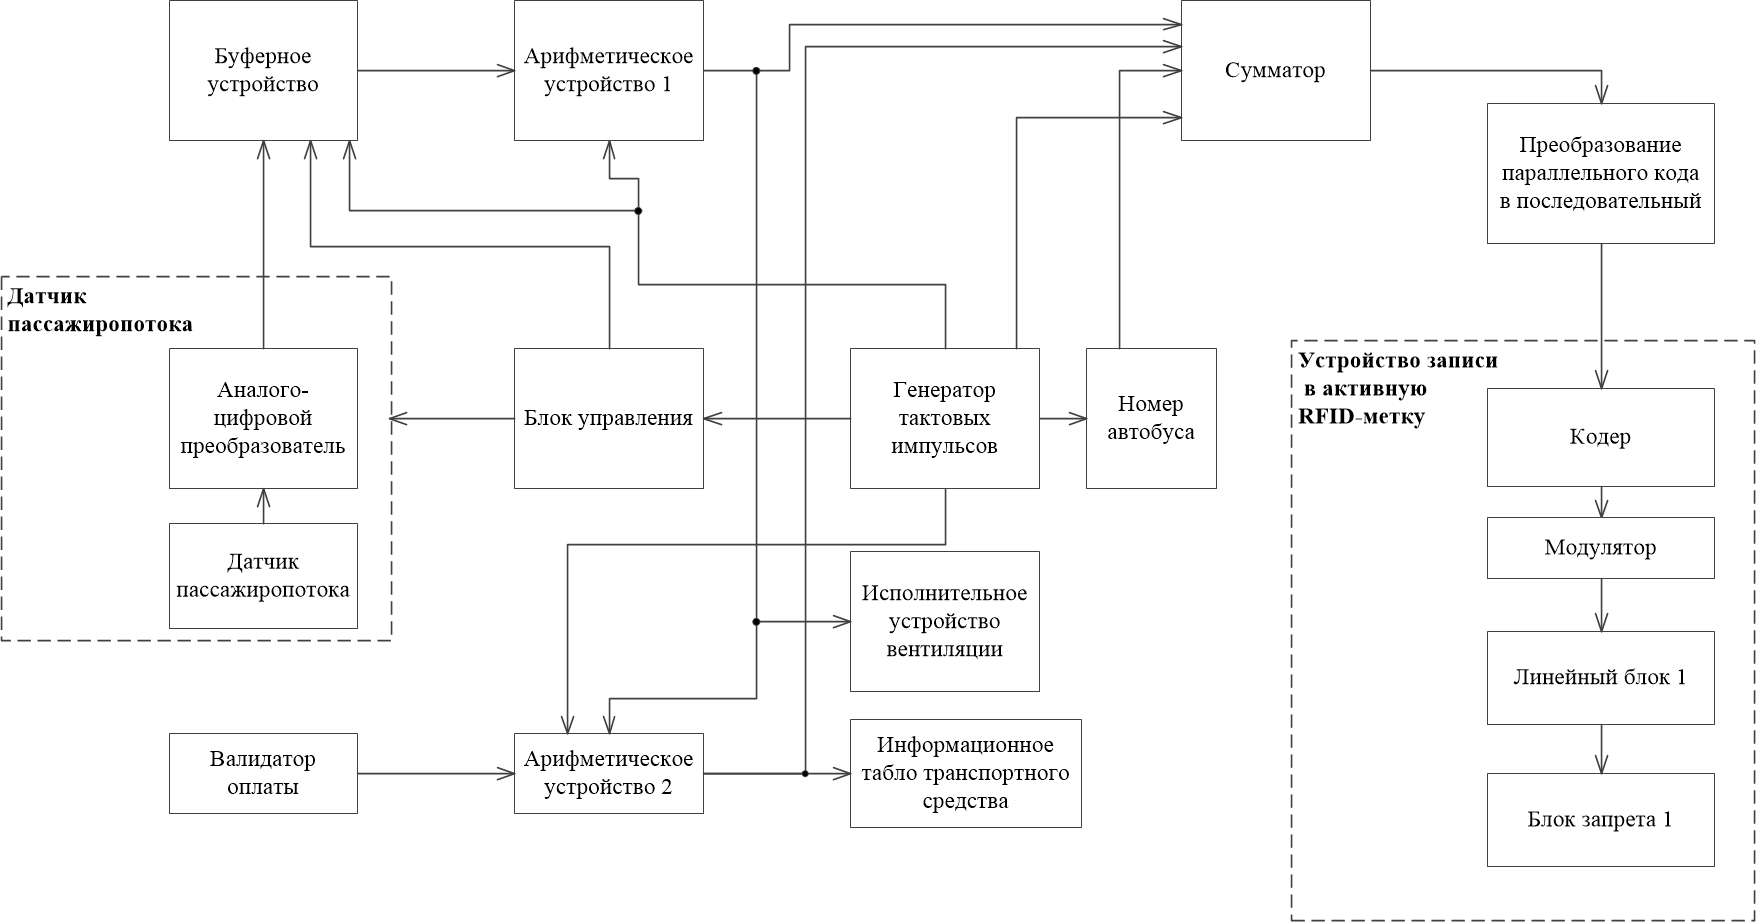 Буферное
устройство
Арифметическое
устройство 1
Сумматор
Преобразование
параллельного кода
в последовательный
Датчик
пассажиропотока
Аналого-
цифровой
преобразователь
Блок управления
Генератор
тактовых
импульсов
Номер
автобуса
Устройство записи
в активную
RFID-метку
Кодер
Датчик
пассажиропотока
Модулятор
Исполнительное
устройство
вентиляции
Линейный блок 1
Валидатор
оплаты
Арифметическое
устройство 2
Информационное
табло транспортного
средства
Блок запрета 1